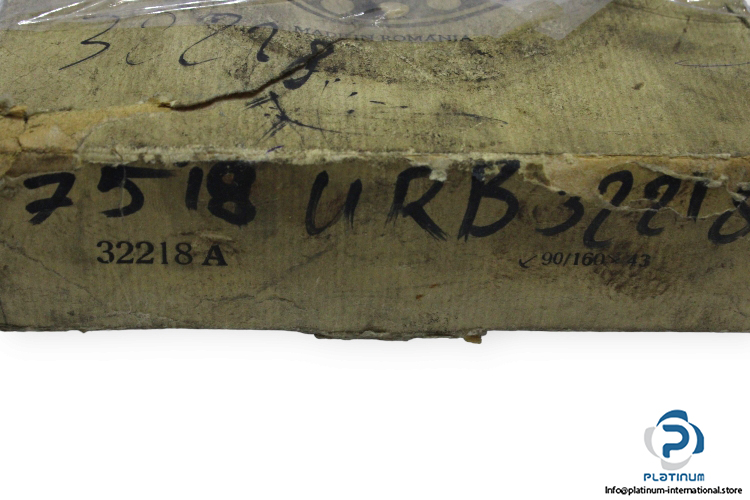 MADE IN ROMANIA
32218
7518 URB 32218
32218 A
90/160×43
PLATINUM
Info@platinum-international.store